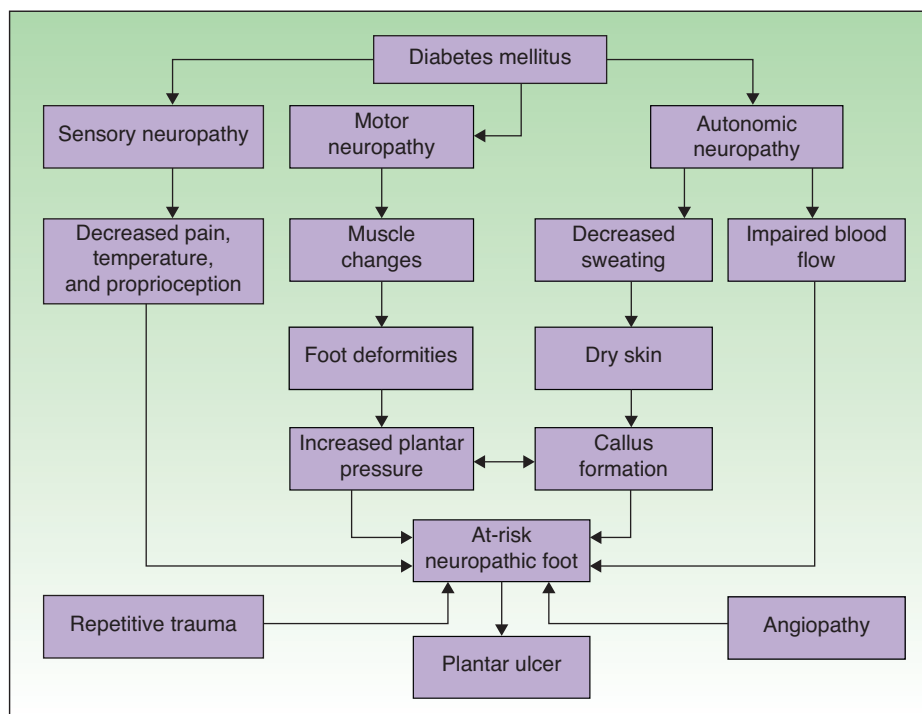 Diabetes mellitus
Sensory neuropathy
Motor
neuropathy
Autonomic
neuropathy
Decreased pain,
temperature,
and proprioception
Muscle
changes
Decreased
sweating
Impaired blood
flow
Foot deformities
Dry skin
Increased plantar
pressure
Callus
formation
At-risk
neuropathic foot
Repetitive trauma
Angiopathy
Plantar ulcer